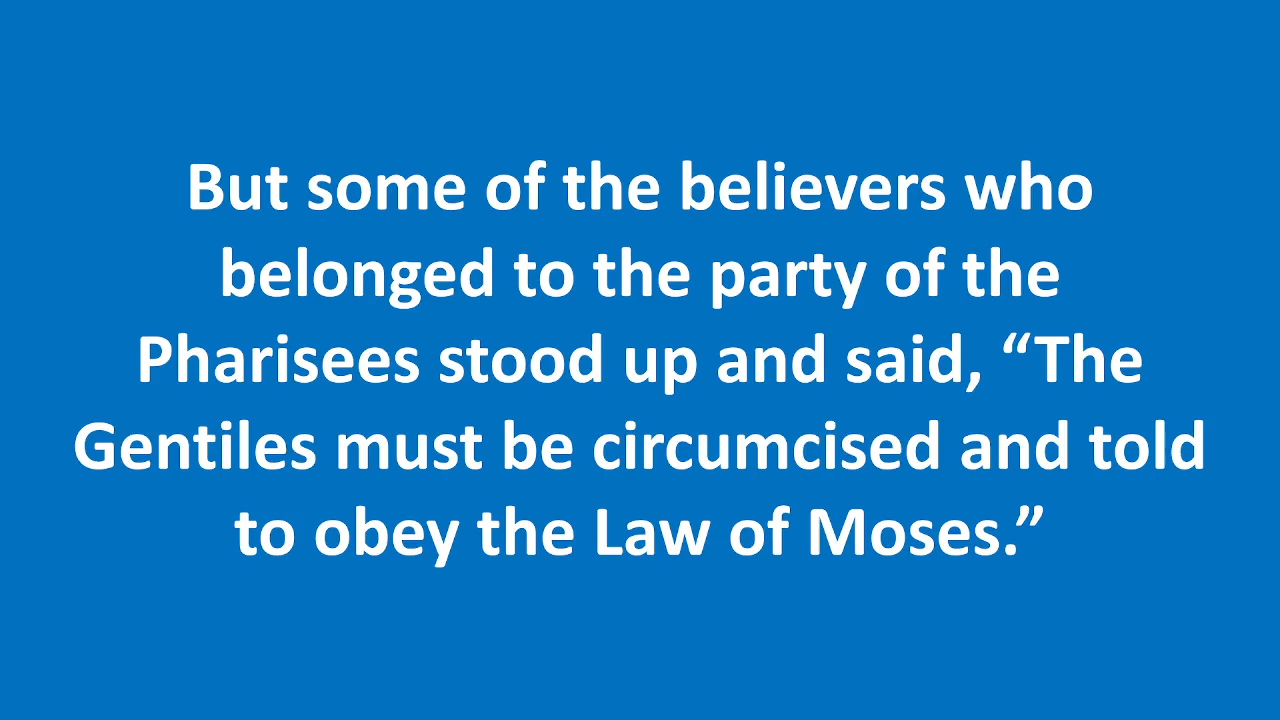 But some of the believers who
belonged to the party of the
Pharisees stood up and said, “The
Gentiles must be circumcised and told
to obey the Law of Moses.”